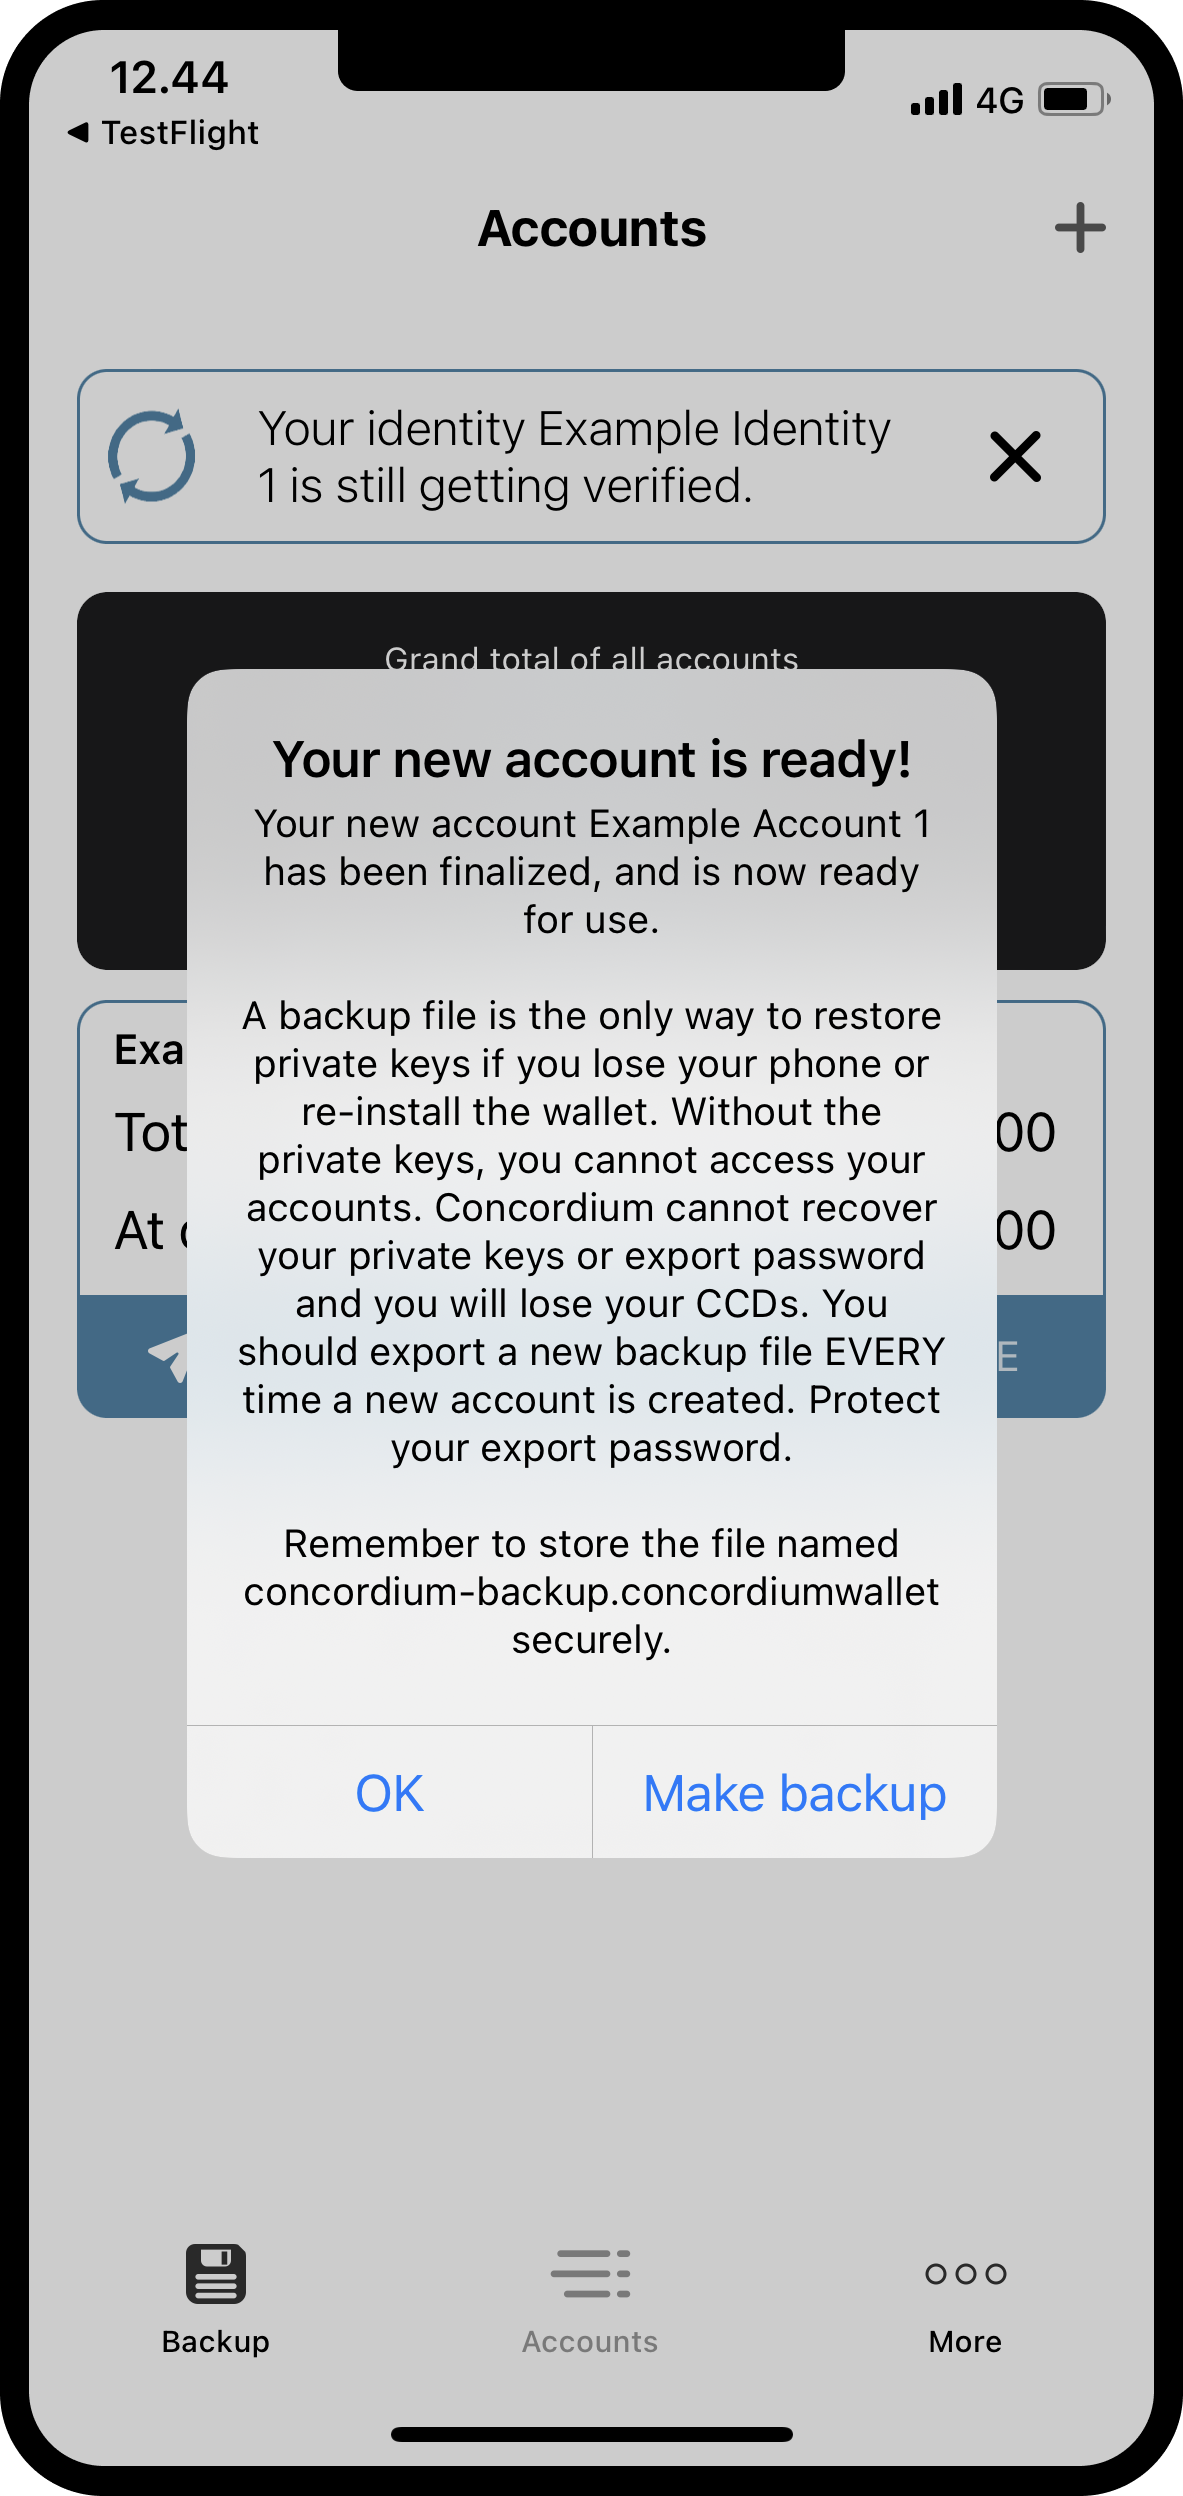 12.44
4G
◀ TestFlight
Accounts
Your identity Example Identity
1 is still getting verified.
Grand total of all accounts
Your new account is ready!
Your new account Example Account 1
has been finalized, and is now ready
for use.
A backup file is the only way to restore
private keys if you lose your phone or
re-install the wallet. Without the
private keys, you cannot access your
accounts. Concordium cannot recover
your private keys or export password
and you will lose your CCDs. You
should export a new backup file EVERY
time a new account is created. Protect
your export password.
Remember to store the file named
concordium-backup.concordiumwallet
securely.
OK
Make backup
Exa
Tot
00
At
00
E
Backup
Accounts
More